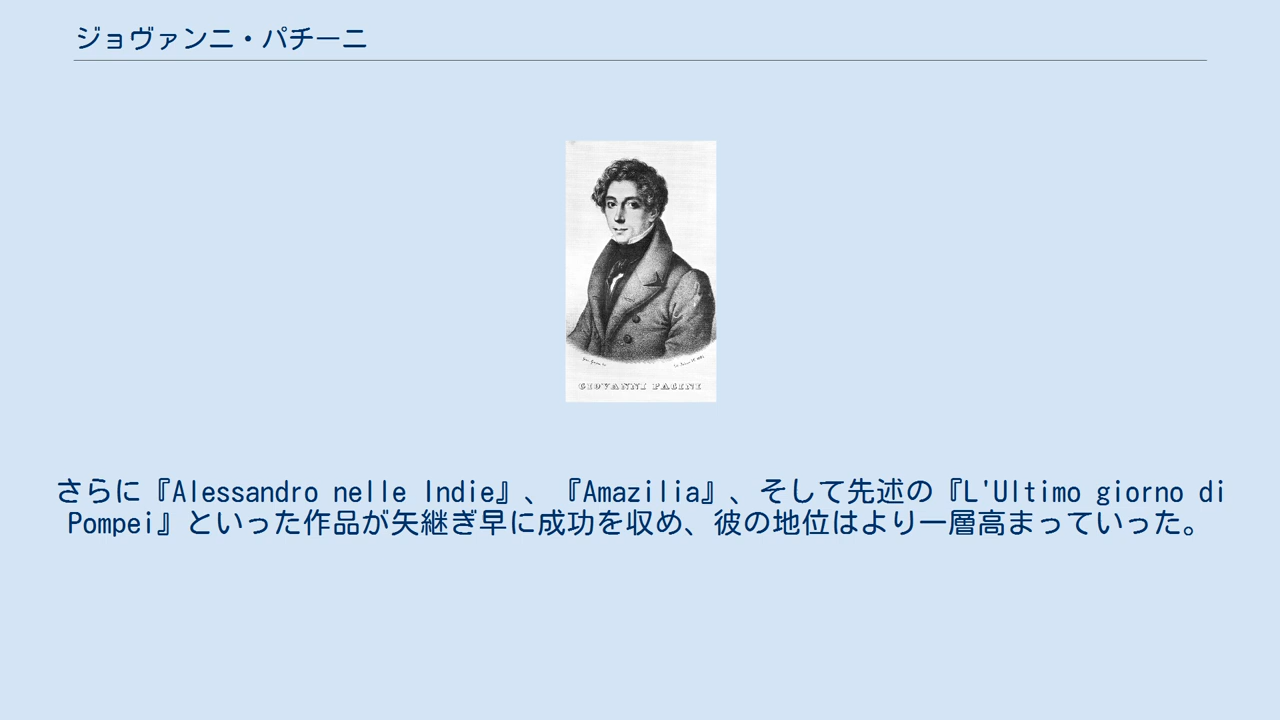 ジョヴァンニ・パチーニ
GIOVANNI PACINI
さらに『Alessandro nelle Indie』、『Amazilia』、そして先述の『L'Ultimo giorno di
Pompei』といった作品が矢継ぎ早に成功を収め、彼の地位はより一層高まっていった。